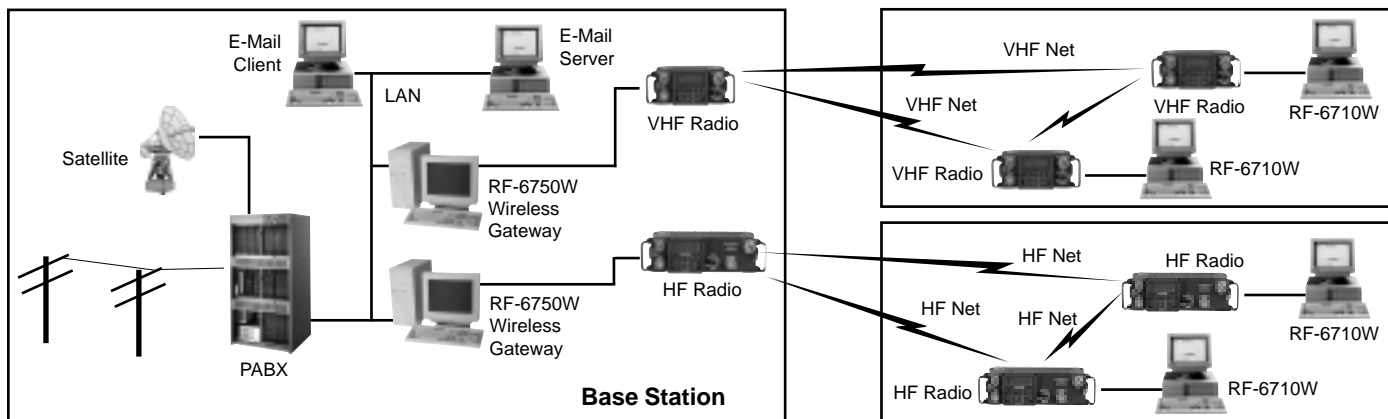 E-Mail
Client
E-Mail
Server
LAN
VHF Radio
Satellite
RF-6750W
Wireless
Gateway
HF Radio
RF-6750W
Wireless
Gateway
PABX
Base Station
VHF Net
VHF Net
VHF Radio
RF-6710W
VHF Radio
RF-6710W
HF Net
HF Radio
HF Net
HF Net
RF-6710W
HF Radio
RF-6710W